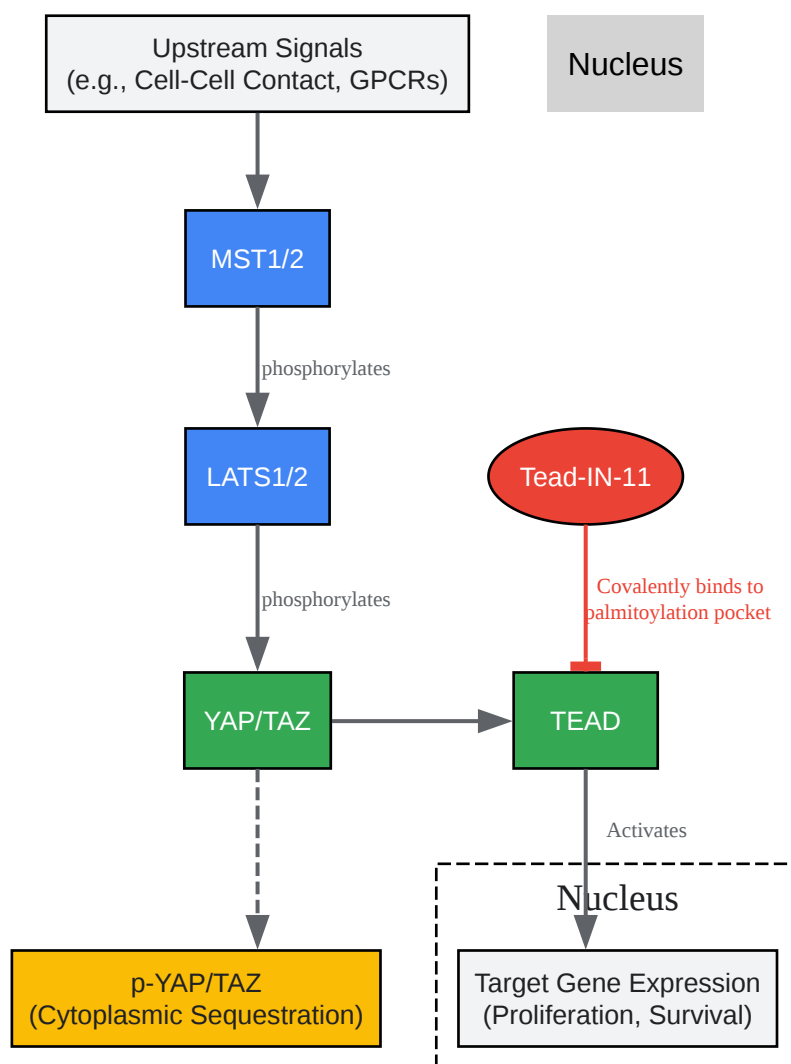 Upstream Signals
(e.g., Cell-Cell Contact, GPCRs)
Nucleus
MST1/2
phosphorylates
LATS1/2
Tead-IN-11
phosphorylates
Covalently binds to
palmitoylation pocket
YAP/TAZ
TEAD
Activates
Nucleus
p-YAP/TAZ
(Cytoplasmic Sequestration)
Target Gene Expression
(Proliferation, Survival)